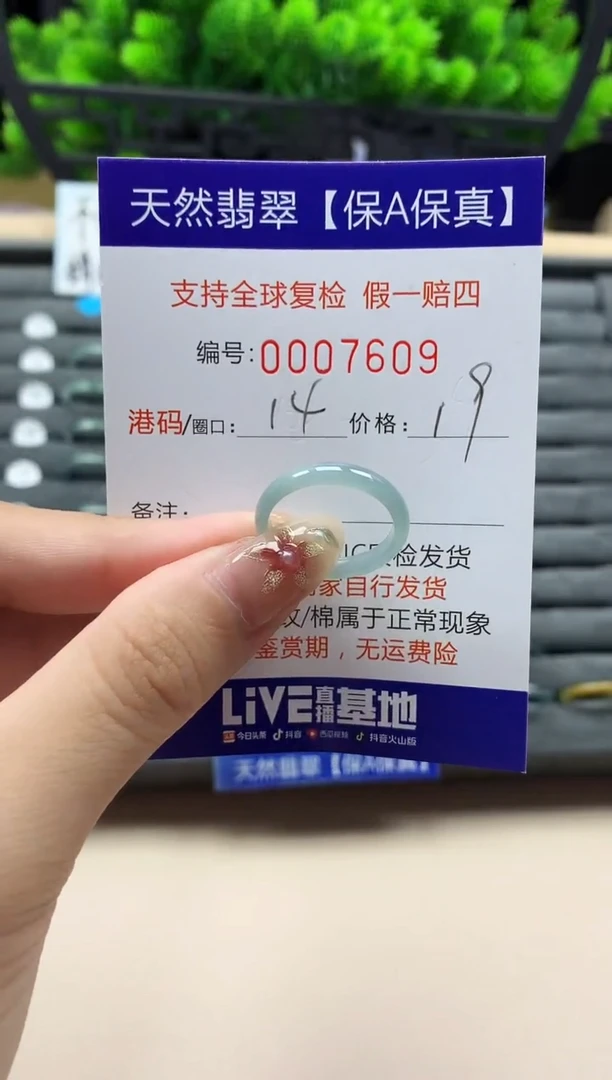 天然翡翠【保A保真】
支持全球复检 假一赔四
编号:0007609
港码/圈口: 14 价格: 19
备注:
检发货
家自行发货
纹/棉属于正常现象
鉴赏期,无运费险
LiVE直播基地
今日头条 抖音 西瓜视频 抖音火山版
天然翡翠【保A保真】